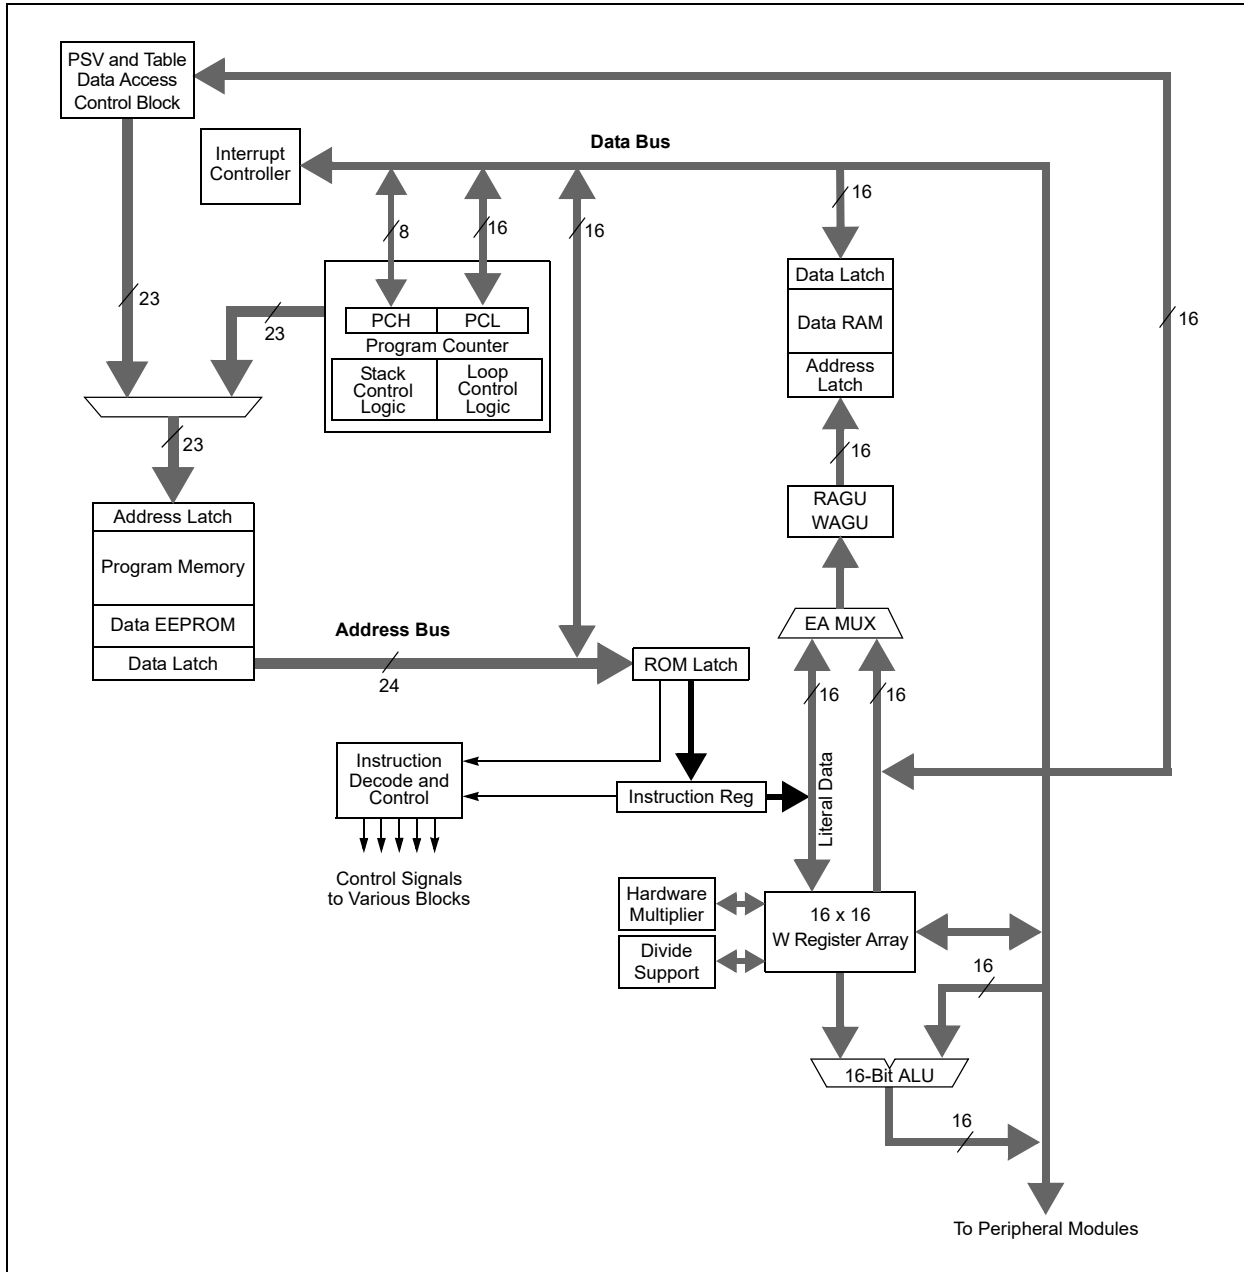 PSV and Table
Data Access
Control Block
Data Bus
Interrupt
Controller
16
8
16
16
Data Latch
Data RAM
Address
Latch
23
23
PCH
PCL
Program Counter
Stack
Control
Logic
Loop
Control
Logic
16
23
16
RAGU
WAGU
Address Latch
Program Memory
Data EEPROM
Data Latch
Address Bus
24
EA MUX
ROM Latch
16
16
Instruction
Decode and
Control
Instruction Reg
Literal Data
Control Signals
to Various Blocks
Hardware
Multiplier
16 x 16
W Register Array
Divide
Support
16
16-Bit ALU
16
To Peripheral Modules